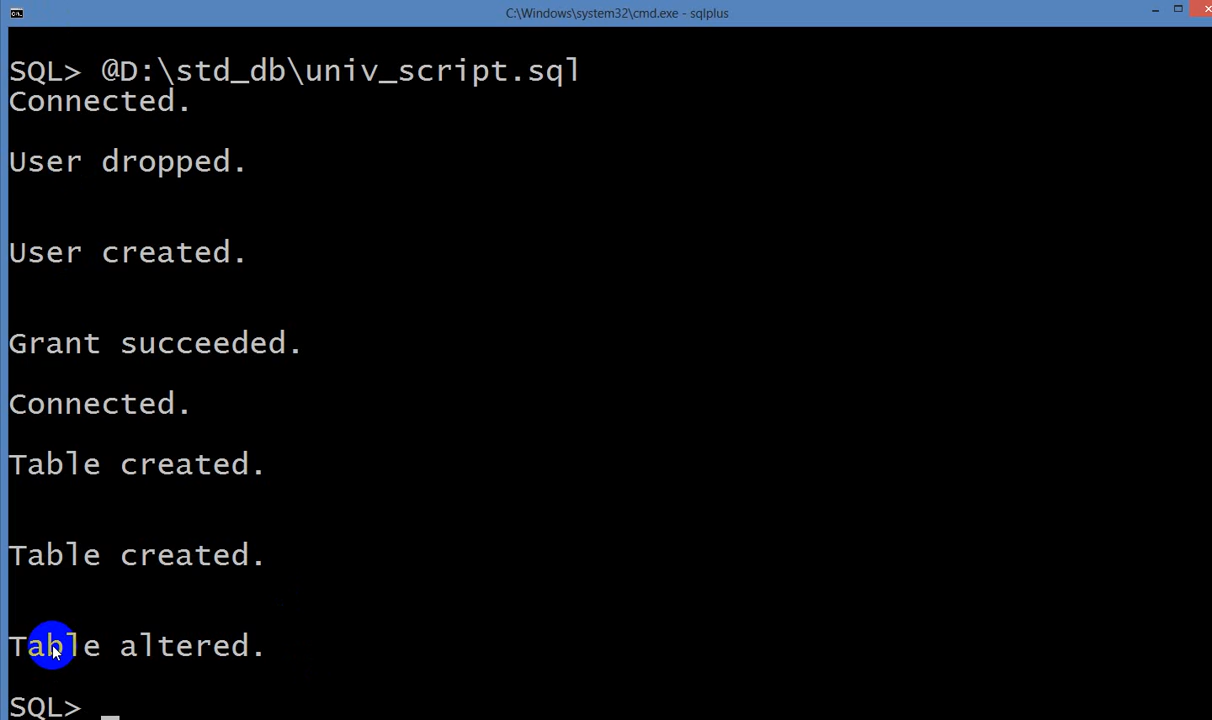 C:\Windows\system32\cmd.exe - sqlplus
SQL> @D:\std_db\univ_script.sql
Connected.
User dropped.
User created.
Grant succeeded.
Connected.
Table created.
Table created.
Table altered.
SQL> _